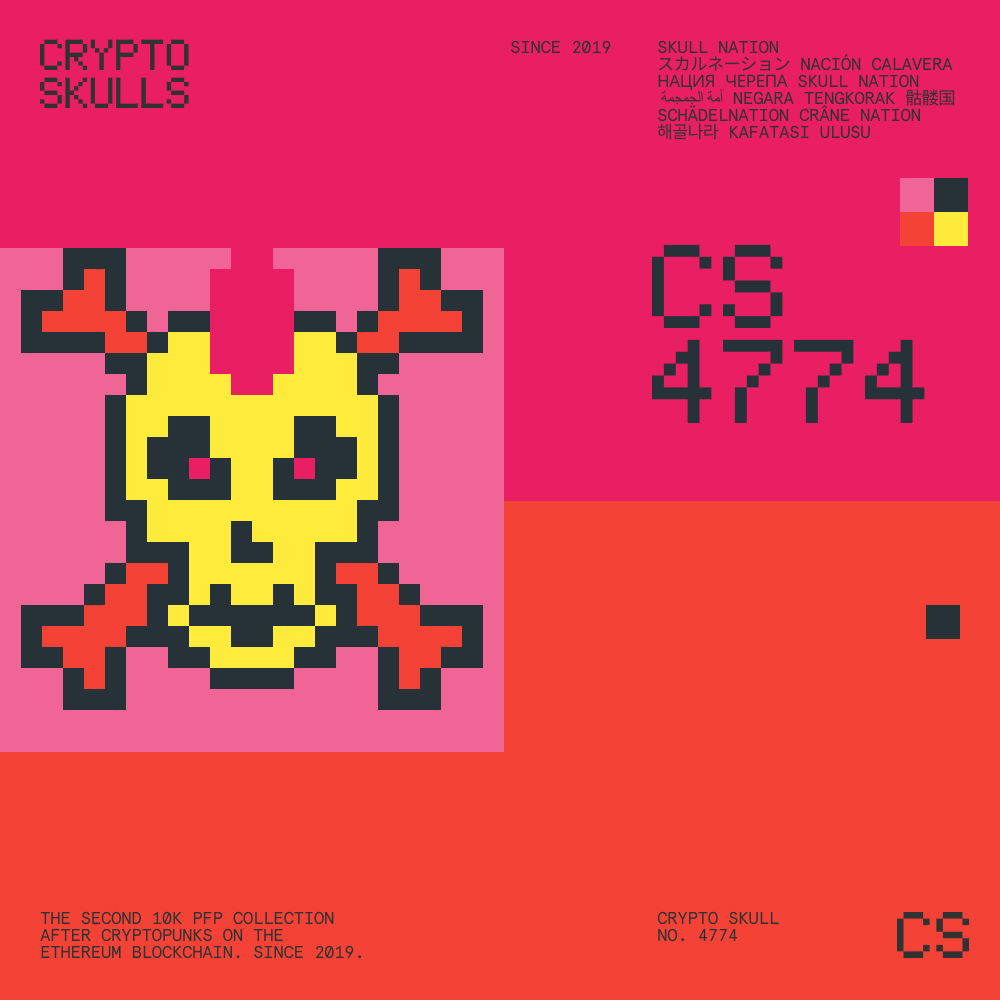 CRYPTO
SKULLS
SINCE 2019
SKULL NATION
スカルネーション NACIÓN CALAVERA
НАЦИЯ ЧЕРЕПА SKULL NATION
أمة الجمجمة NEGARA TENGKORAK 骷髅国
SCHÄDELNATION CRÂNE NATION
해골나라 KAFATASI ULUSU
CS
4774
THE SECOND 10K PFP COLLECTION
AFTER CRYPTOPUNKS ON THE
ETHEREUM BLOCKCHAIN. SINCE 2019.
CRYPTO SKULL
NO. 4774
CS